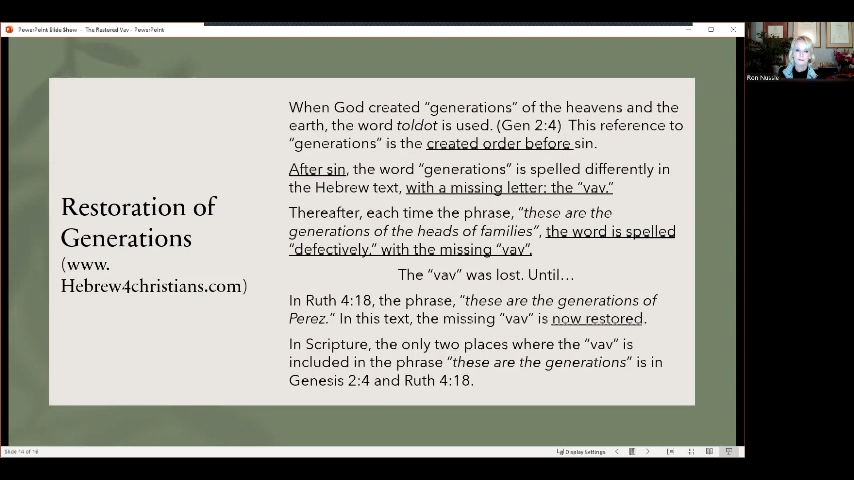 PowerPoint Slide Show - The Restored Vav - PowerPoint
Ron Nussle
Restoration of
Generations
(www.
Hebrew4christians.com)
When God created “generations” of the heavens and the
earth, the word toldot is used. (Gen 2:4) This reference to
“generations” is the created order before sin.
After sin, the word “generations” is spelled differently in
the Hebrew text, with a missing letter: the “vav.”
Thereafter, each time the phrase, “these are the
generations of the heads of families”, the word is spelled
“defectively,” with the missing “vav”.
The “vav” was lost. Until…
In Ruth 4:18, the phrase, “these are the generations of
Perez.” In this text, the missing “vav” is now restored.
In Scripture, the only two places where the “vav” is
included in the phrase “these are the generations” is in
Genesis 2:4 and Ruth 4:18.
Slide 14 of 16
Display Settings